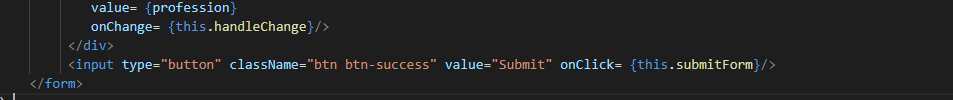 value= {profession}
onChange= {this.handleChange}/>
</div>
<input type="button" className="btn btn-success" value="Submit" onClick= {this.submitForm}/>
</form>